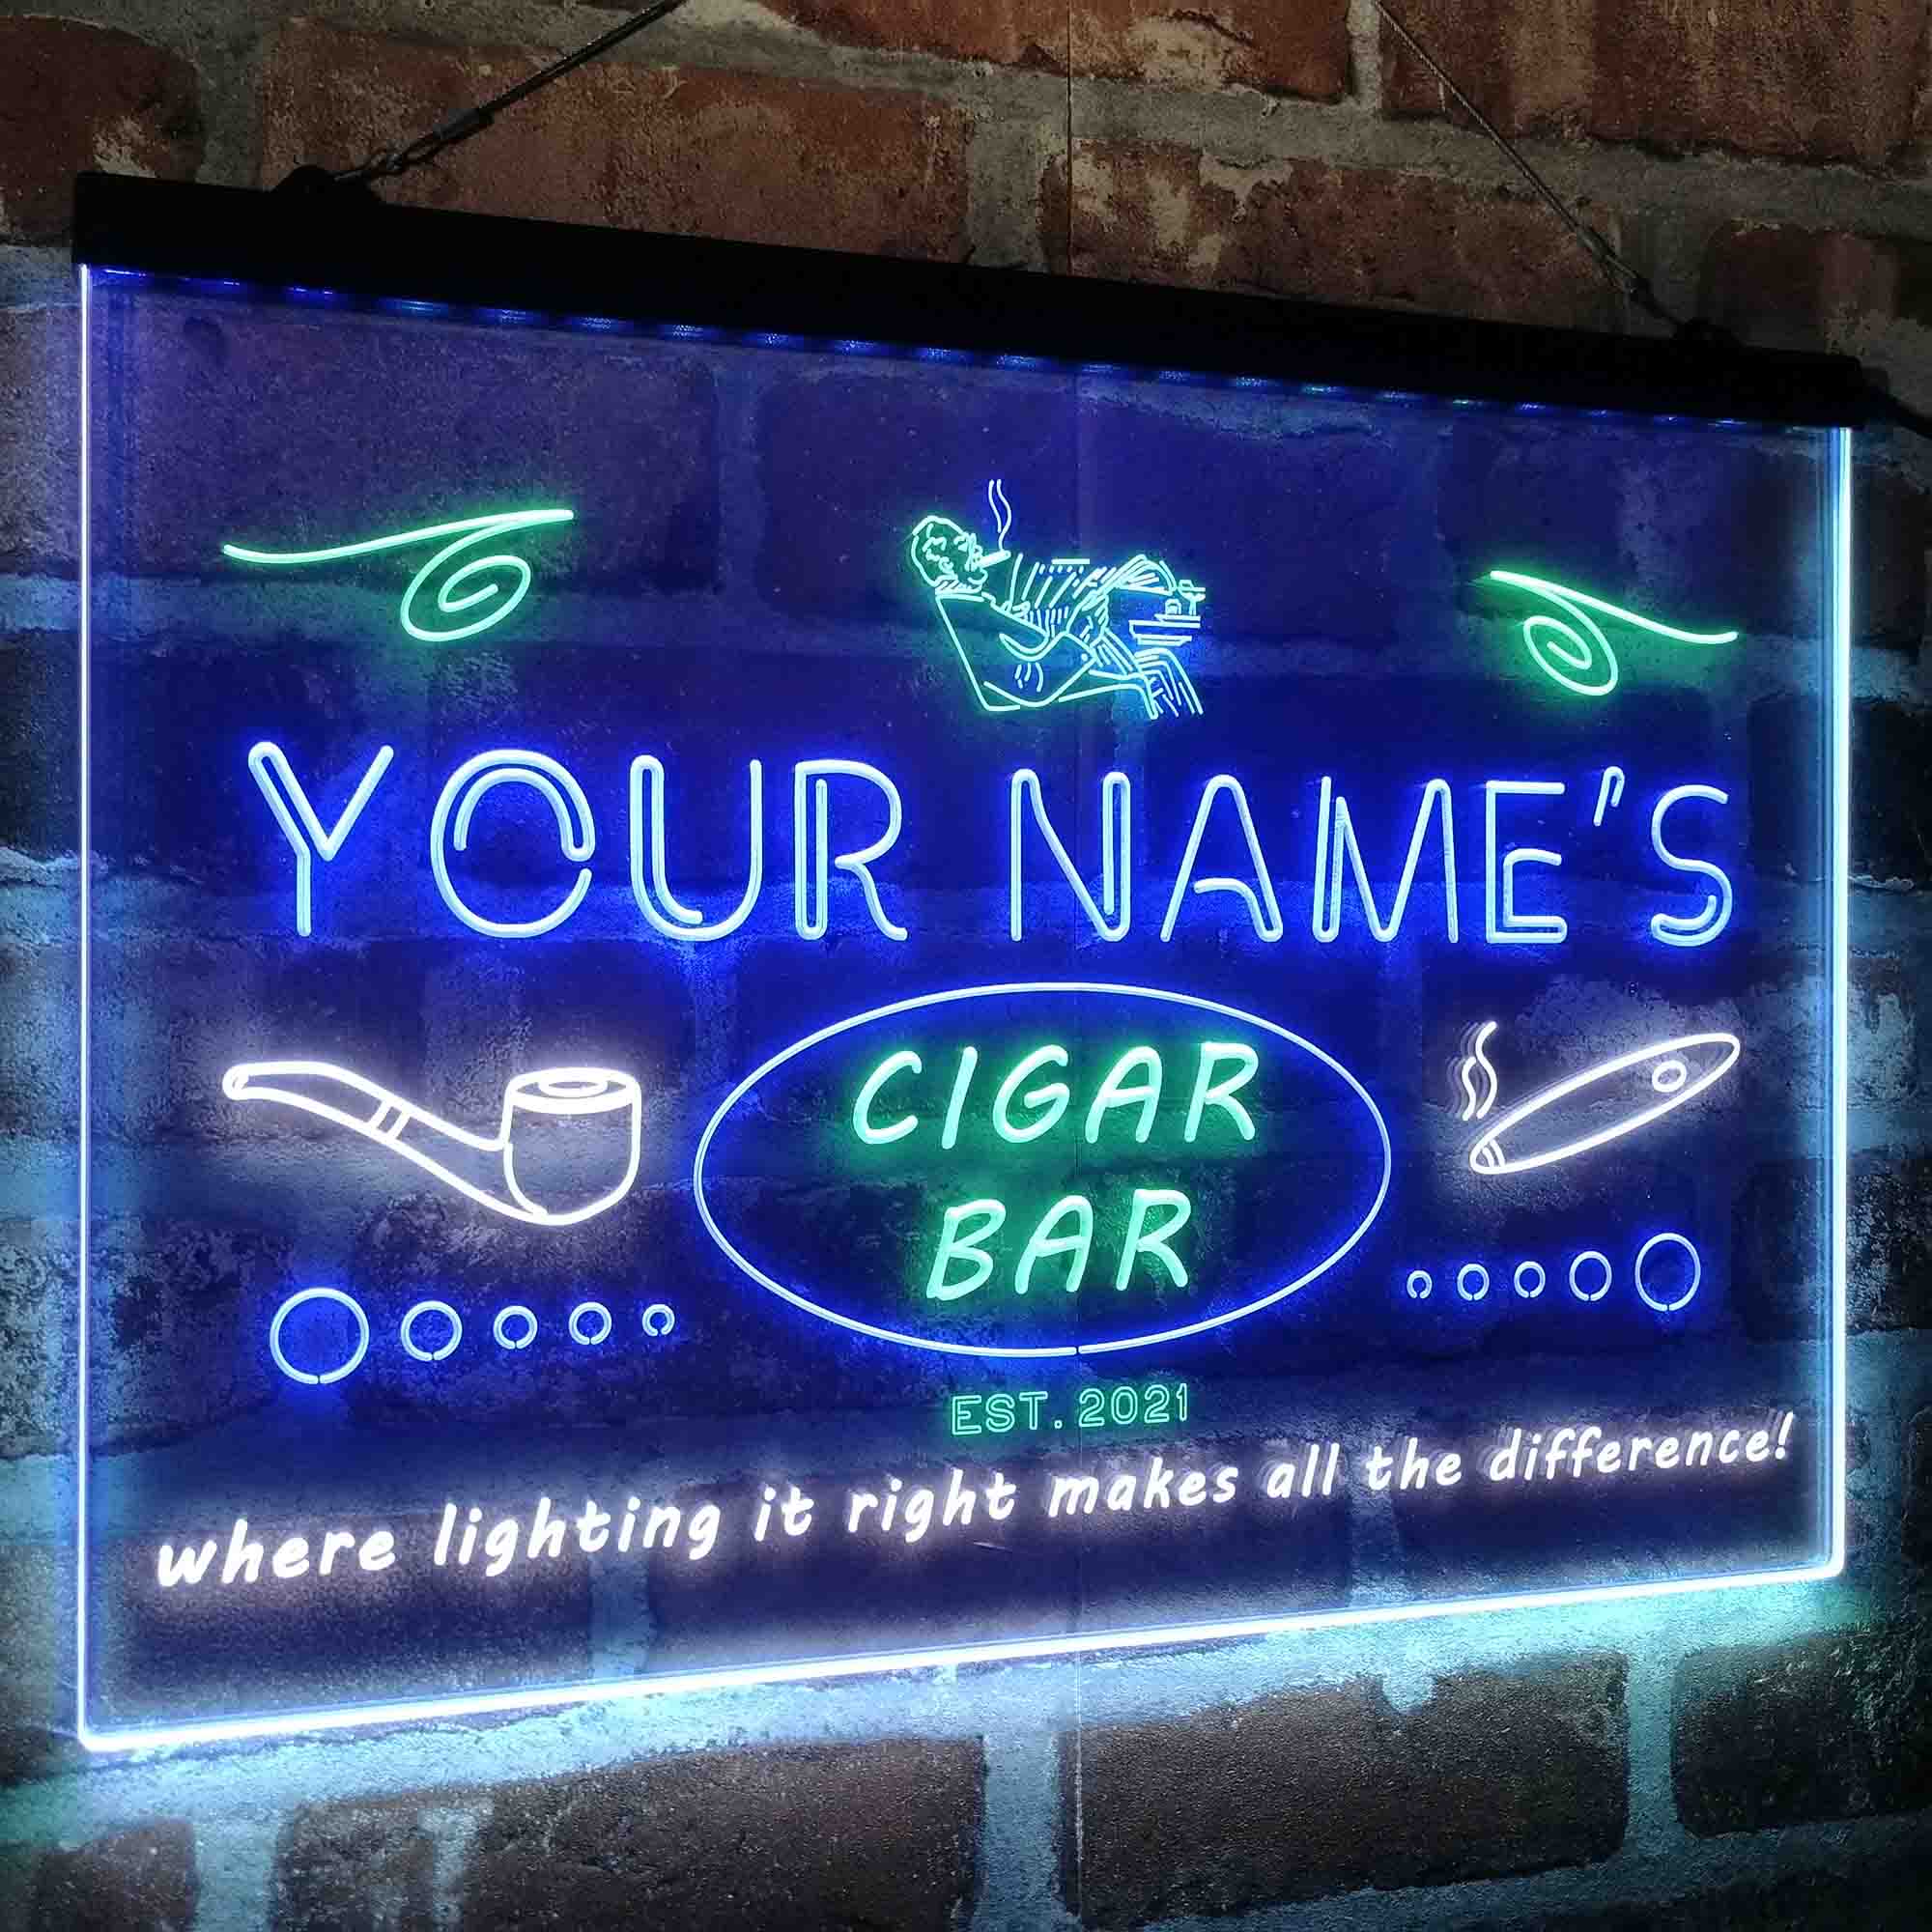 YOUR NAME'S
CIGAR
BAR
EST. 2021
where lighting it right makes all the difference!